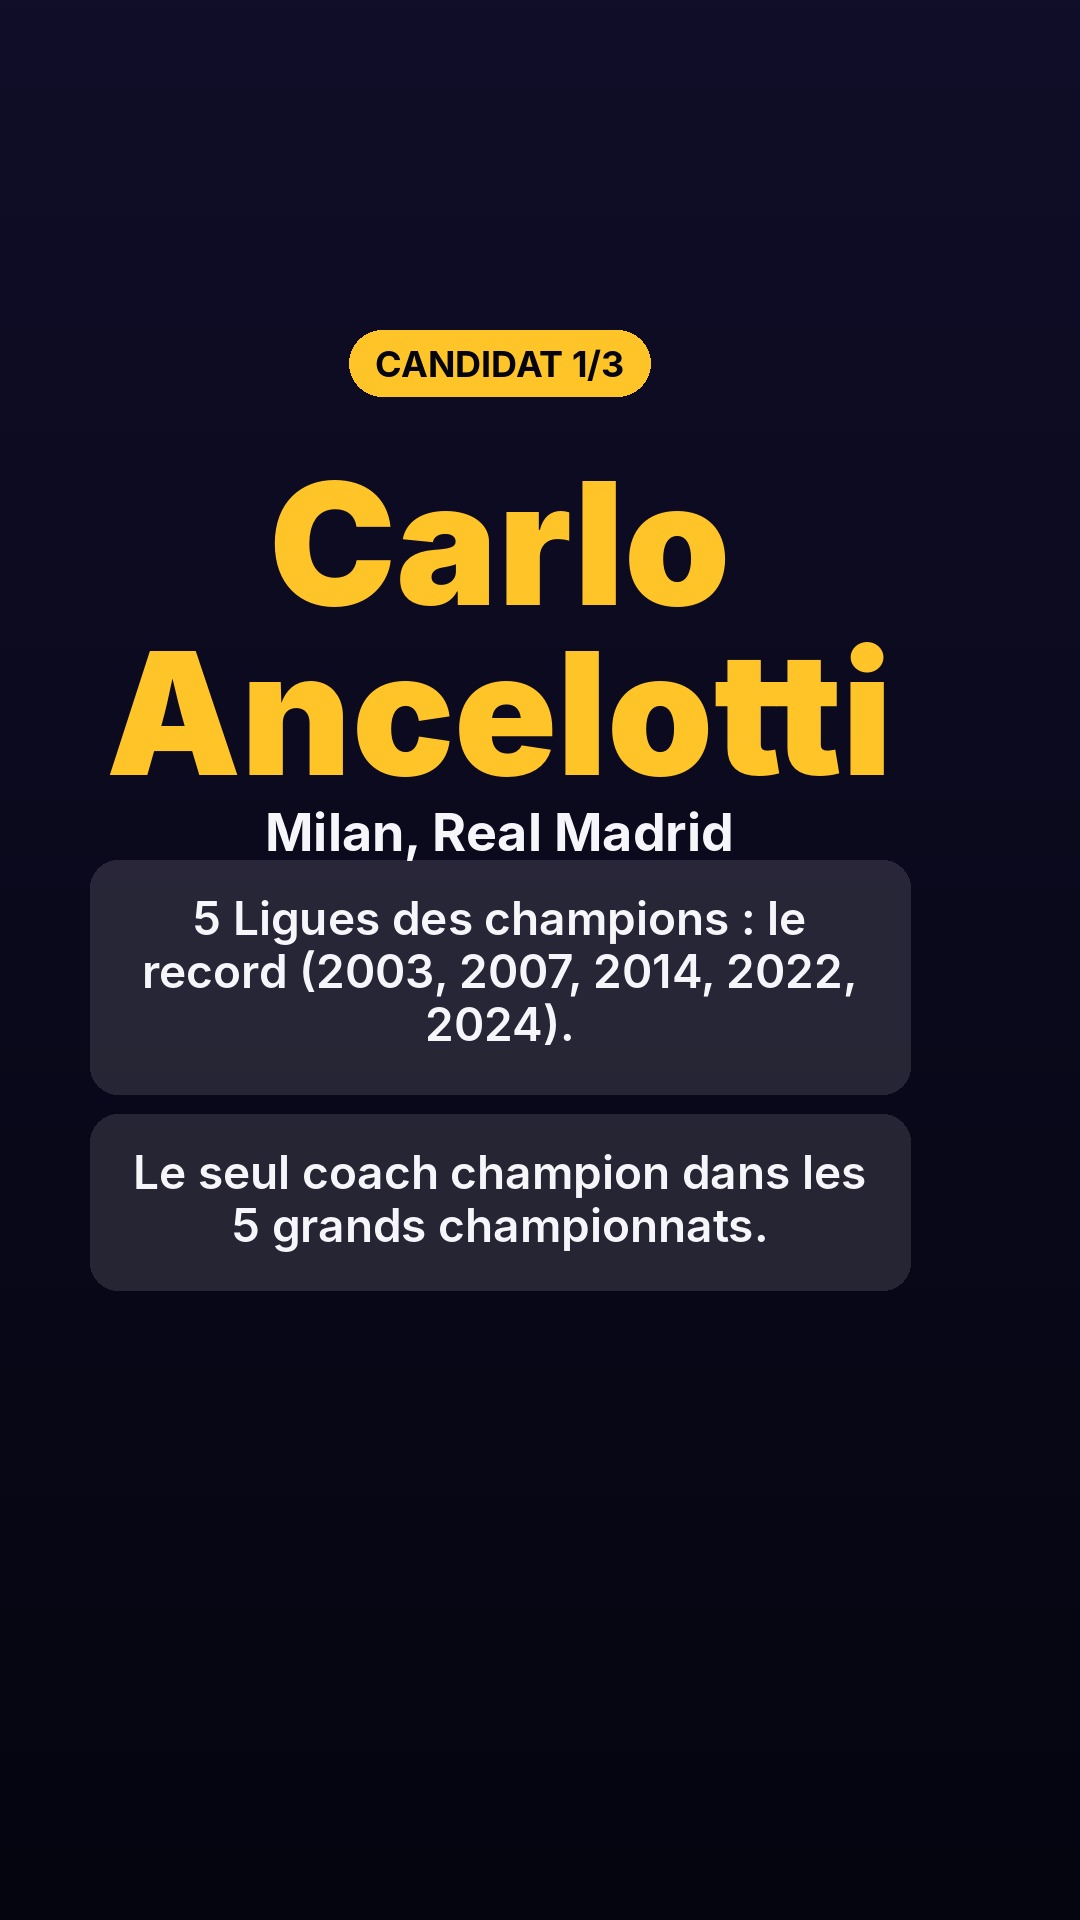 CANDIDAT 1/3
Carlo
Ancelotti
Milan, Real Madrid
5 Ligues des champions : le
record (2003, 2007, 2014, 2022,
2024).
Le seul coach champion dans les
5 grands championnats.